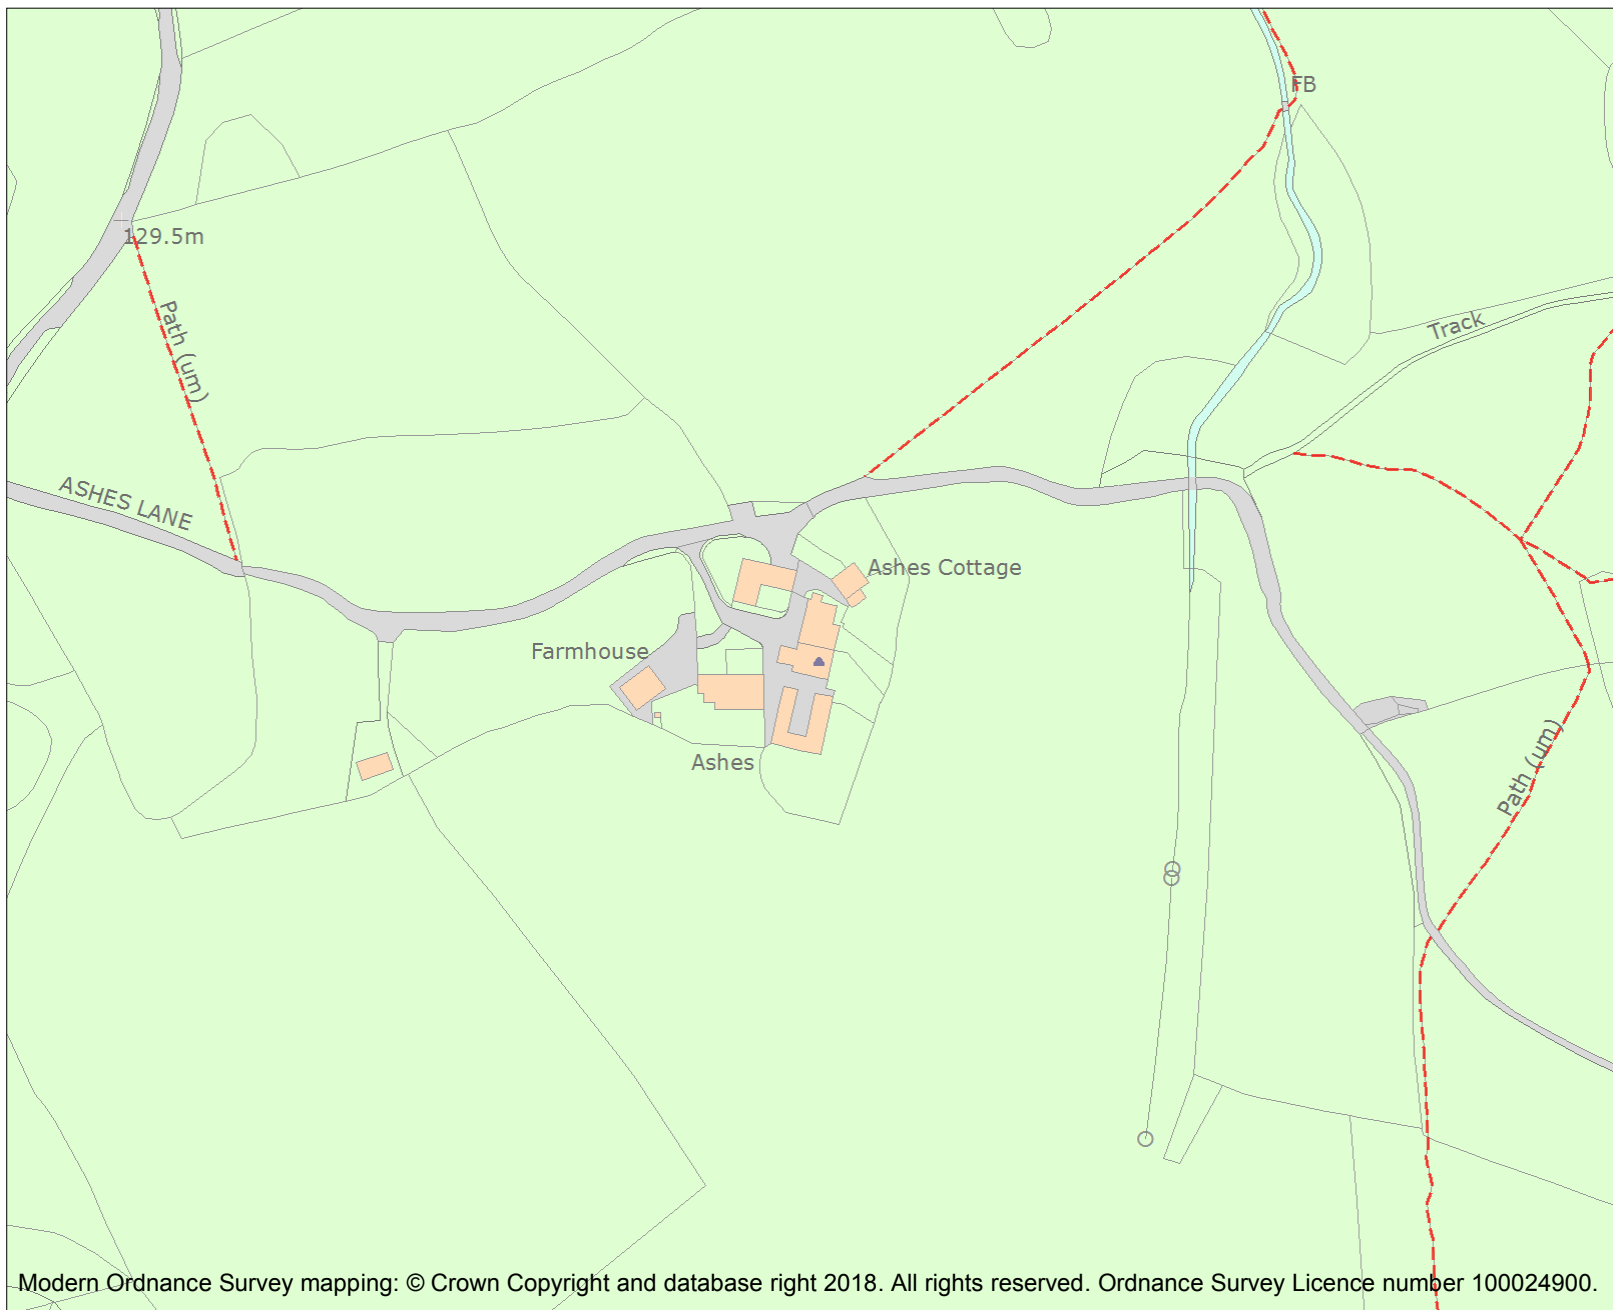 FB
129.5m
Path (um)
Track
ASHES LANE
Ashes Cottage
Farmhouse
Path (um)
Ashes
Modern Ordnance Survey mapping: © Crown Copyright and database right 2018. All rights reserved. Ordnance Survey Licence number 100024900.